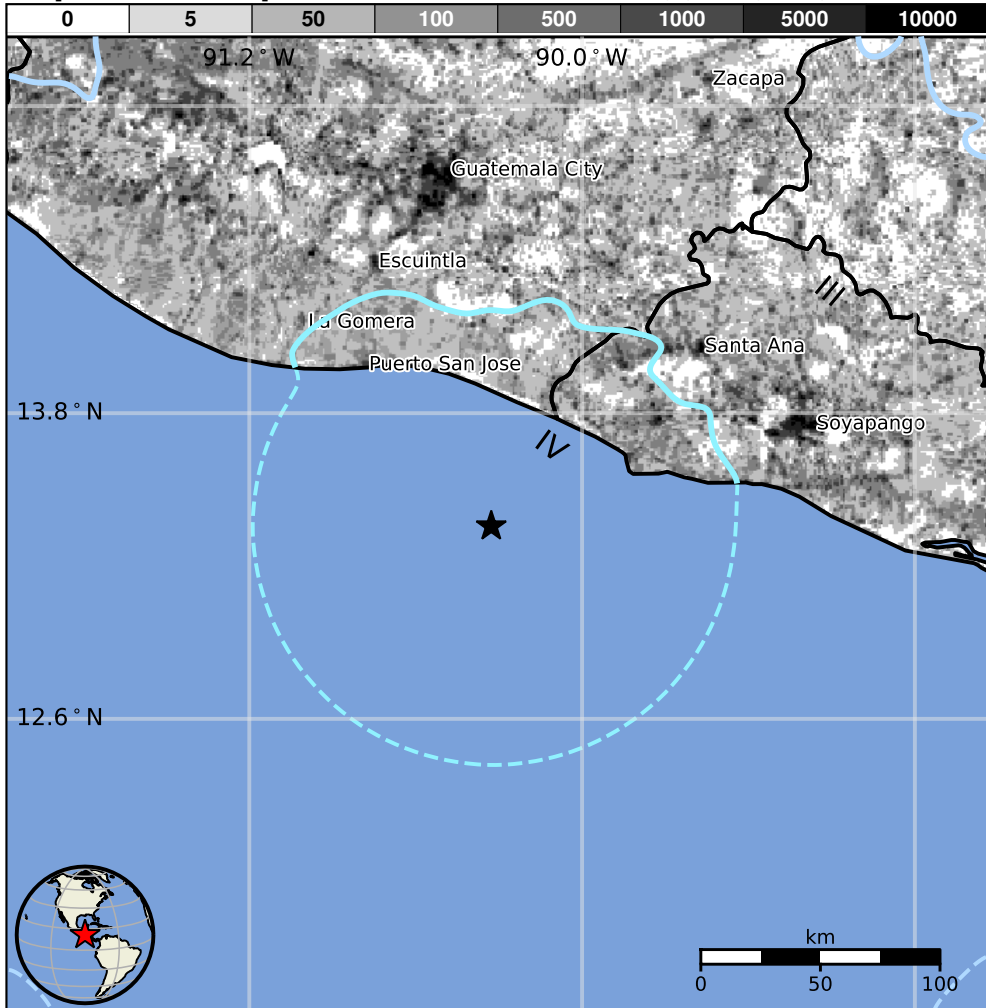 0 5 50 100 500 1000 5000 10000
91.2°W 90.0°W
Zacapa
Guatemala City
Escuintla
III
La Gomera
Santa Ana
Puerto San Jose
13.8°N
Soyapango
IV
12.6°N
km
0 50 100